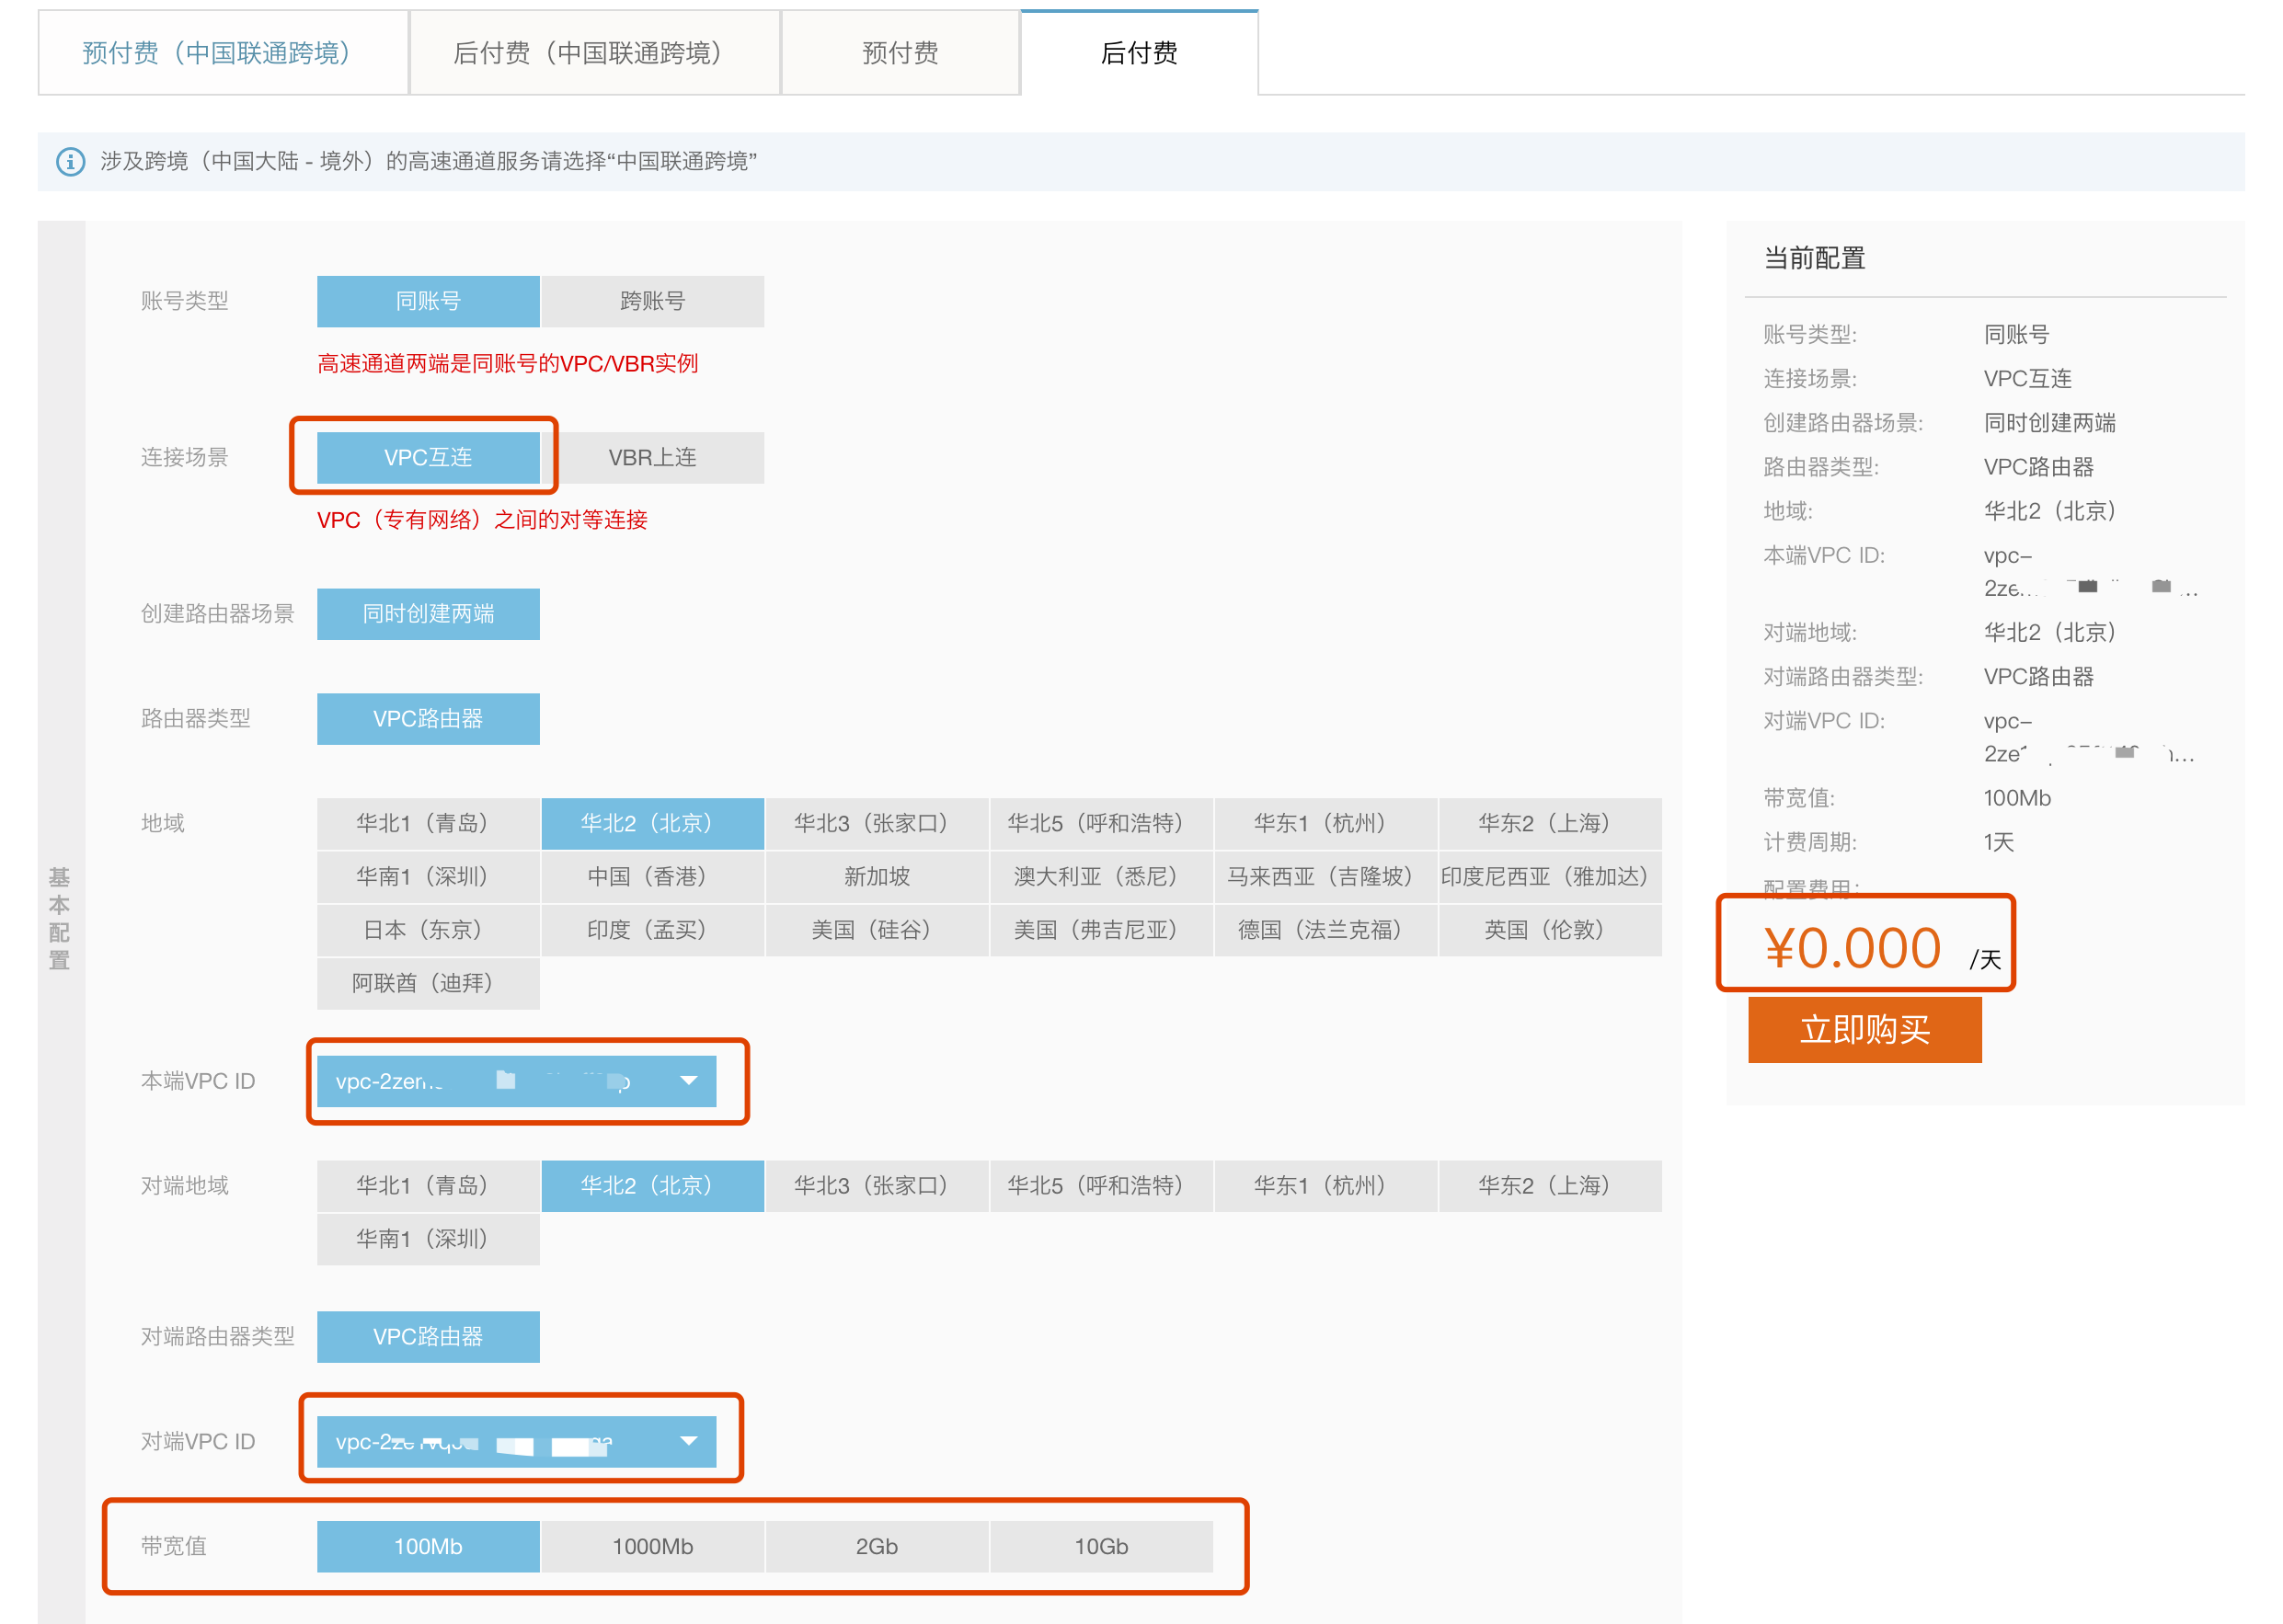 预付费（中国联通跨境）
后付费（中国联通跨境）
预付费
后付费
涉及跨境（中国大陆 - 境外）的高速通道服务请选择“中国联通跨境”
基本配置
账号类型
同账号
跨账号
高速通道两端是同账号的VPC/VBR实例
连接场景
VPC互连
VBR上连
VPC（专有网络）之间的对等连接
创建路由器场景
同时创建两端
路由器类型
VPC路由器
地域
华北1（青岛）
华北2（北京）
华北3（张家口）
华北5（呼和浩特）
华东1（杭州）
华东2（上海）
华南1（深圳）
中国（香港）
新加坡
澳大利亚（悉尼）
马来西亚（吉隆坡）
印度尼西亚（雅加达）
日本（东京）
印度（孟买）
美国（硅谷）
美国（弗吉尼亚）
德国（法兰克福）
英国（伦敦）
阿联酋（迪拜）
本端VPC ID
对端地域
华北1（青岛）
华北2（北京）
华北3（张家口）
华北5（呼和浩特）
华东1（杭州）
华东2（上海）
华南1（深圳）
对端路由器类型
VPC路由器
对端VPC ID
带宽值
100Mb
1000Mb
2Gb
10Gb
当前配置
账号类型:
同账号
连接场景:
VPC互连
创建路由器场景:
同时创建两端
路由器类型:
VPC路由器
地域:
华北2（北京）
本端VPC ID:
vpc-
对端地域:
华北2（北京）
对端路由器类型:
VPC路由器
对端VPC ID:
vpc-
带宽值:
100Mb
计费周期:
1天
配置费用:
¥0.000 /天
立即购买